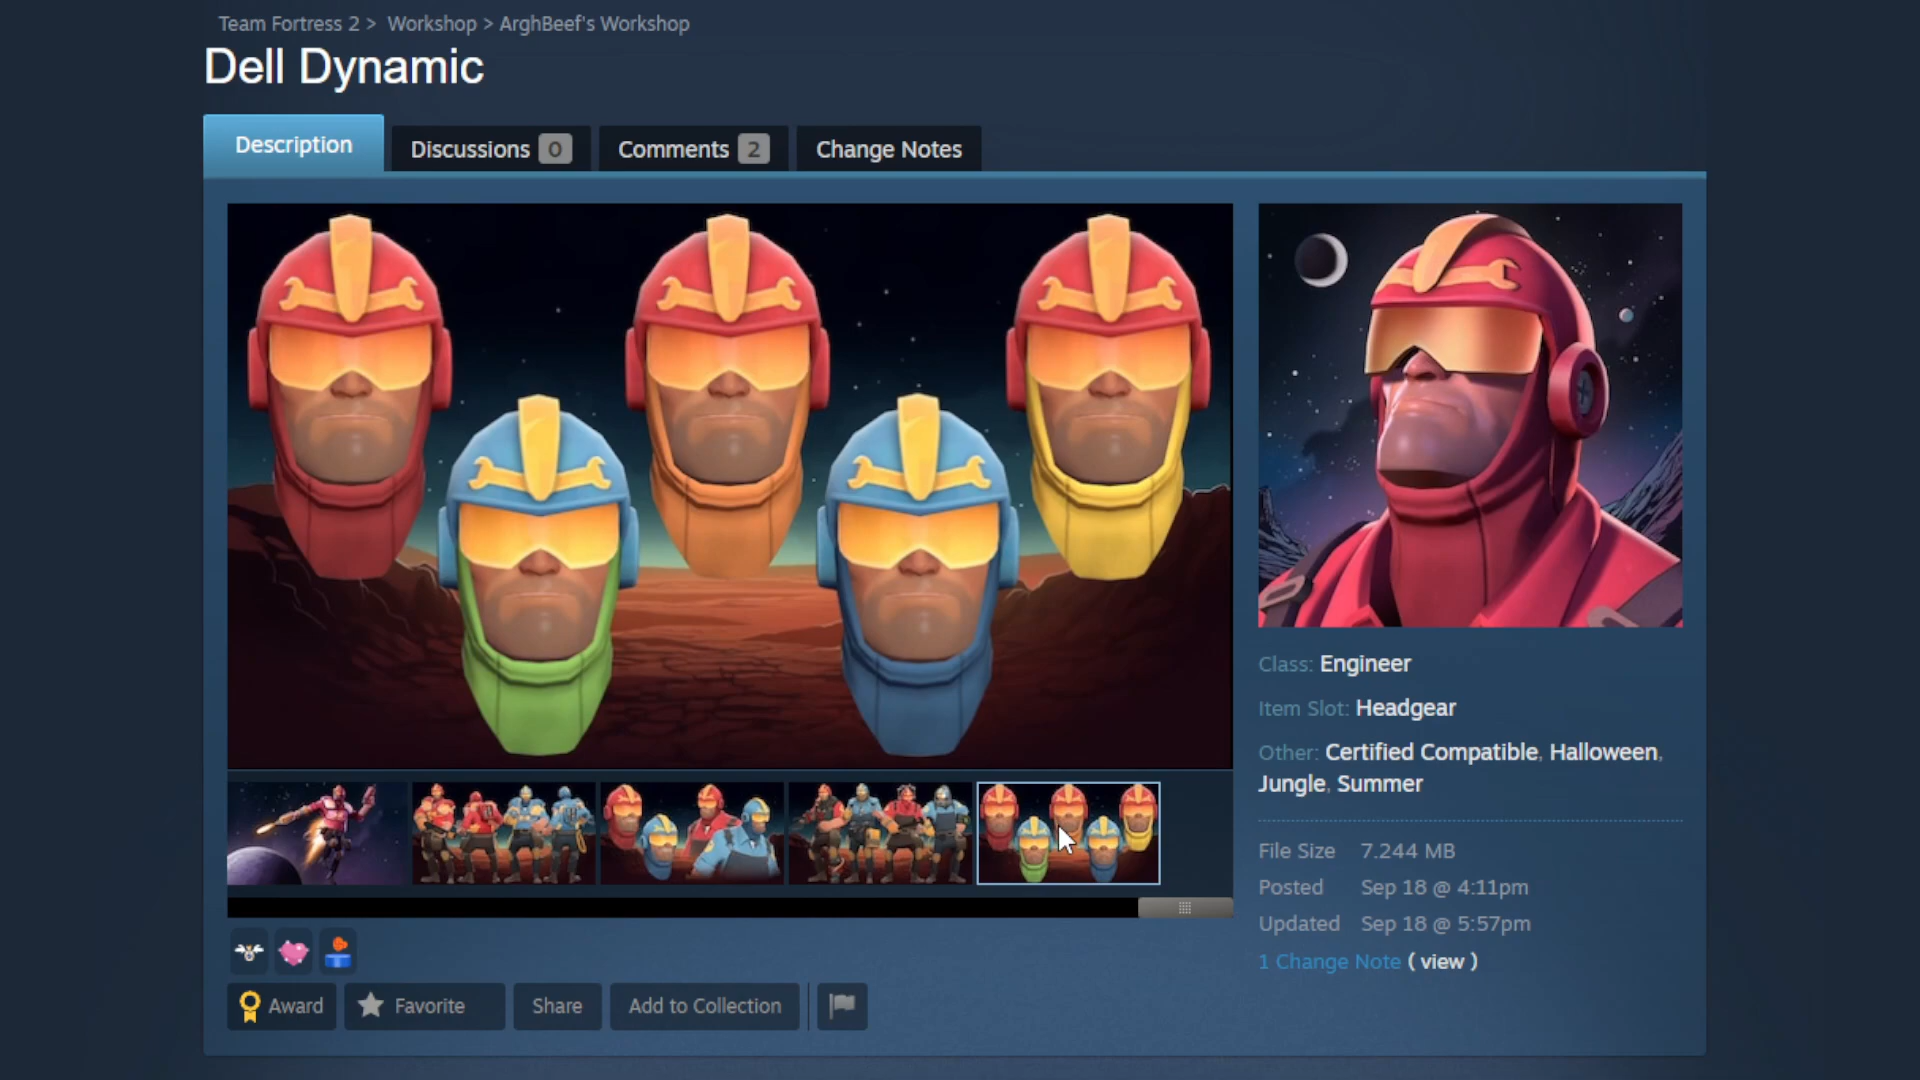 Team Fortress 2 > Workshop > ArghBeef's Workshop
Dell Dynamic
Description
Discussions 0
Comments 2
Change Notes
Class: Engineer
Item Slot: Headgear
Other: Certified Compatible, Halloween,
Jungle, Summer
File Size 7.244 MB
Posted Sep 18 @ 4:11pm
Updated Sep 18 @ 5:57pm
1 Change Note ( view )
Award
Favorite
Share
Add to Collection